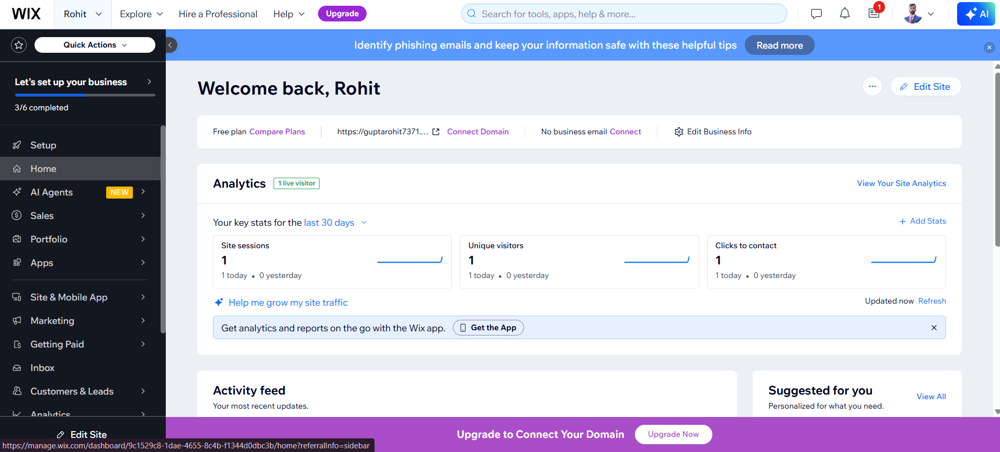 WIX Rohit Explore Hire a Professional Help Upgrade Search for tools, apps, help & more... 1 AI
Quick Actions
Identify phishing emails and keep your information safe with these helpful tips Read more
Let's set up your business
3/6 completed
Setup
Home
AI Agents NEW
Sales
Portfolio
Apps
Site & Mobile App
Marketing
Getting Paid
Inbox
Customers & Leads
Analytics
Edit Site
Welcome back, Rohit
... Edit Site
Free plan Compare Plans https://guptarohit7371.... Connect Domain No business email Connect Edit Business Info
Analytics 1 live visitor View Your Site Analytics
Your key stats for the last 30 days + Add Stats
Site sessions
1
1 today • 0 yesterday
Unique visitors
1
1 today • 0 yesterday
Clicks to contact
1
1 today • 0 yesterday
Help me grow my site traffic Updated now Refresh
Get analytics and reports on the go with the Wix app. Get the App
Activity feed
Your most recent updates.
Suggested for you View All
Personalized for what you need.
Upgrade to Connect Your Domain Upgrade Now
https://manage.wix.com/dashboard/9c1529c8-1dae-4655-8c4b-f1344d0dbc3b/home?referralInfo=sidebar